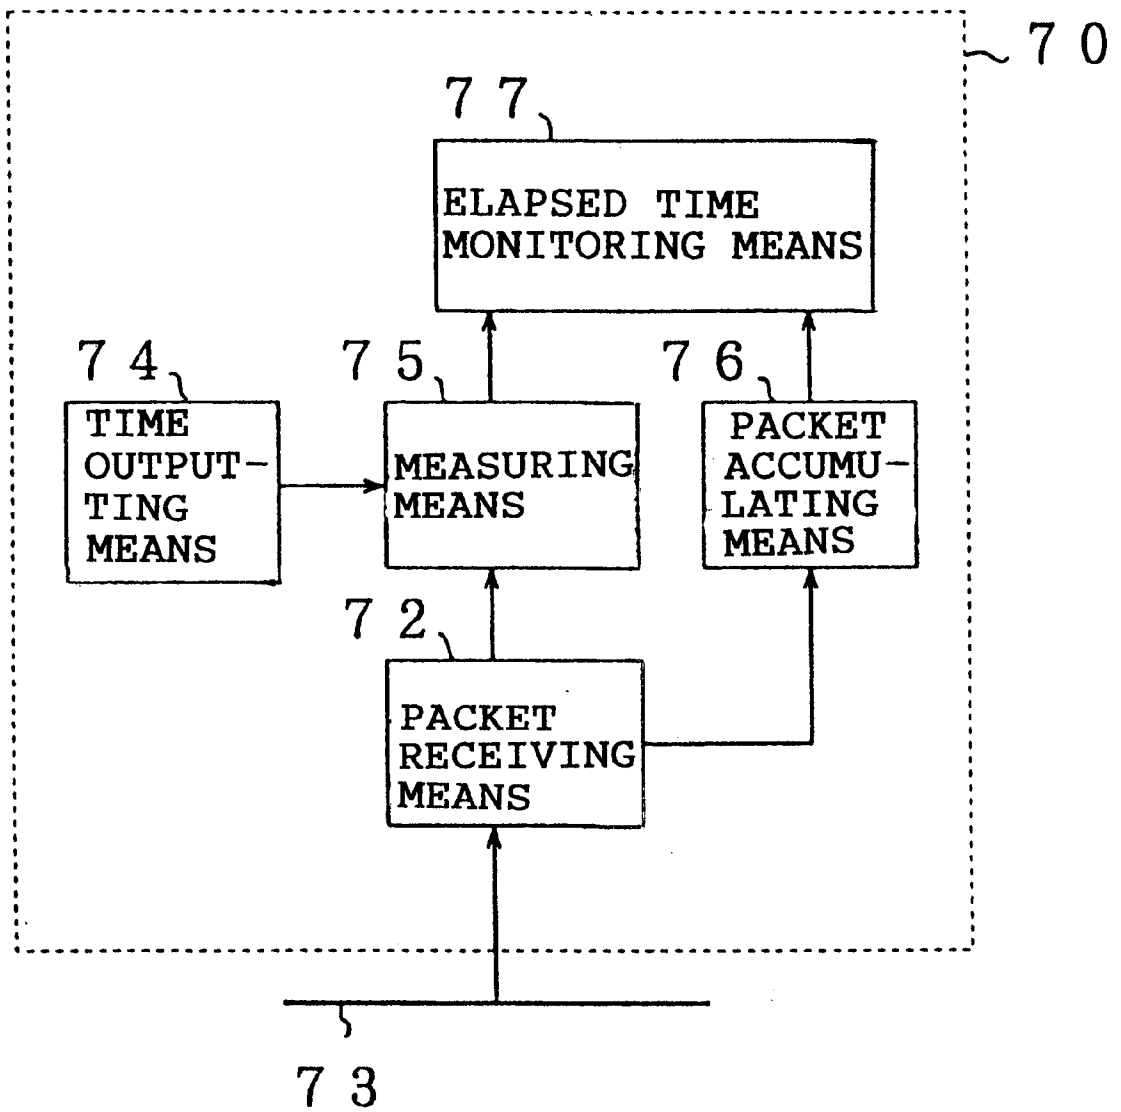 70
77
ELAPSED TIME
MONITORING MEANS
74
TIME
OUTPUT-
TING
MEANS
75
MEASURING
MEANS
76
PACKET
ACCUMU-
LATING
MEANS
72
PACKET
RECEIVING
MEANS
73